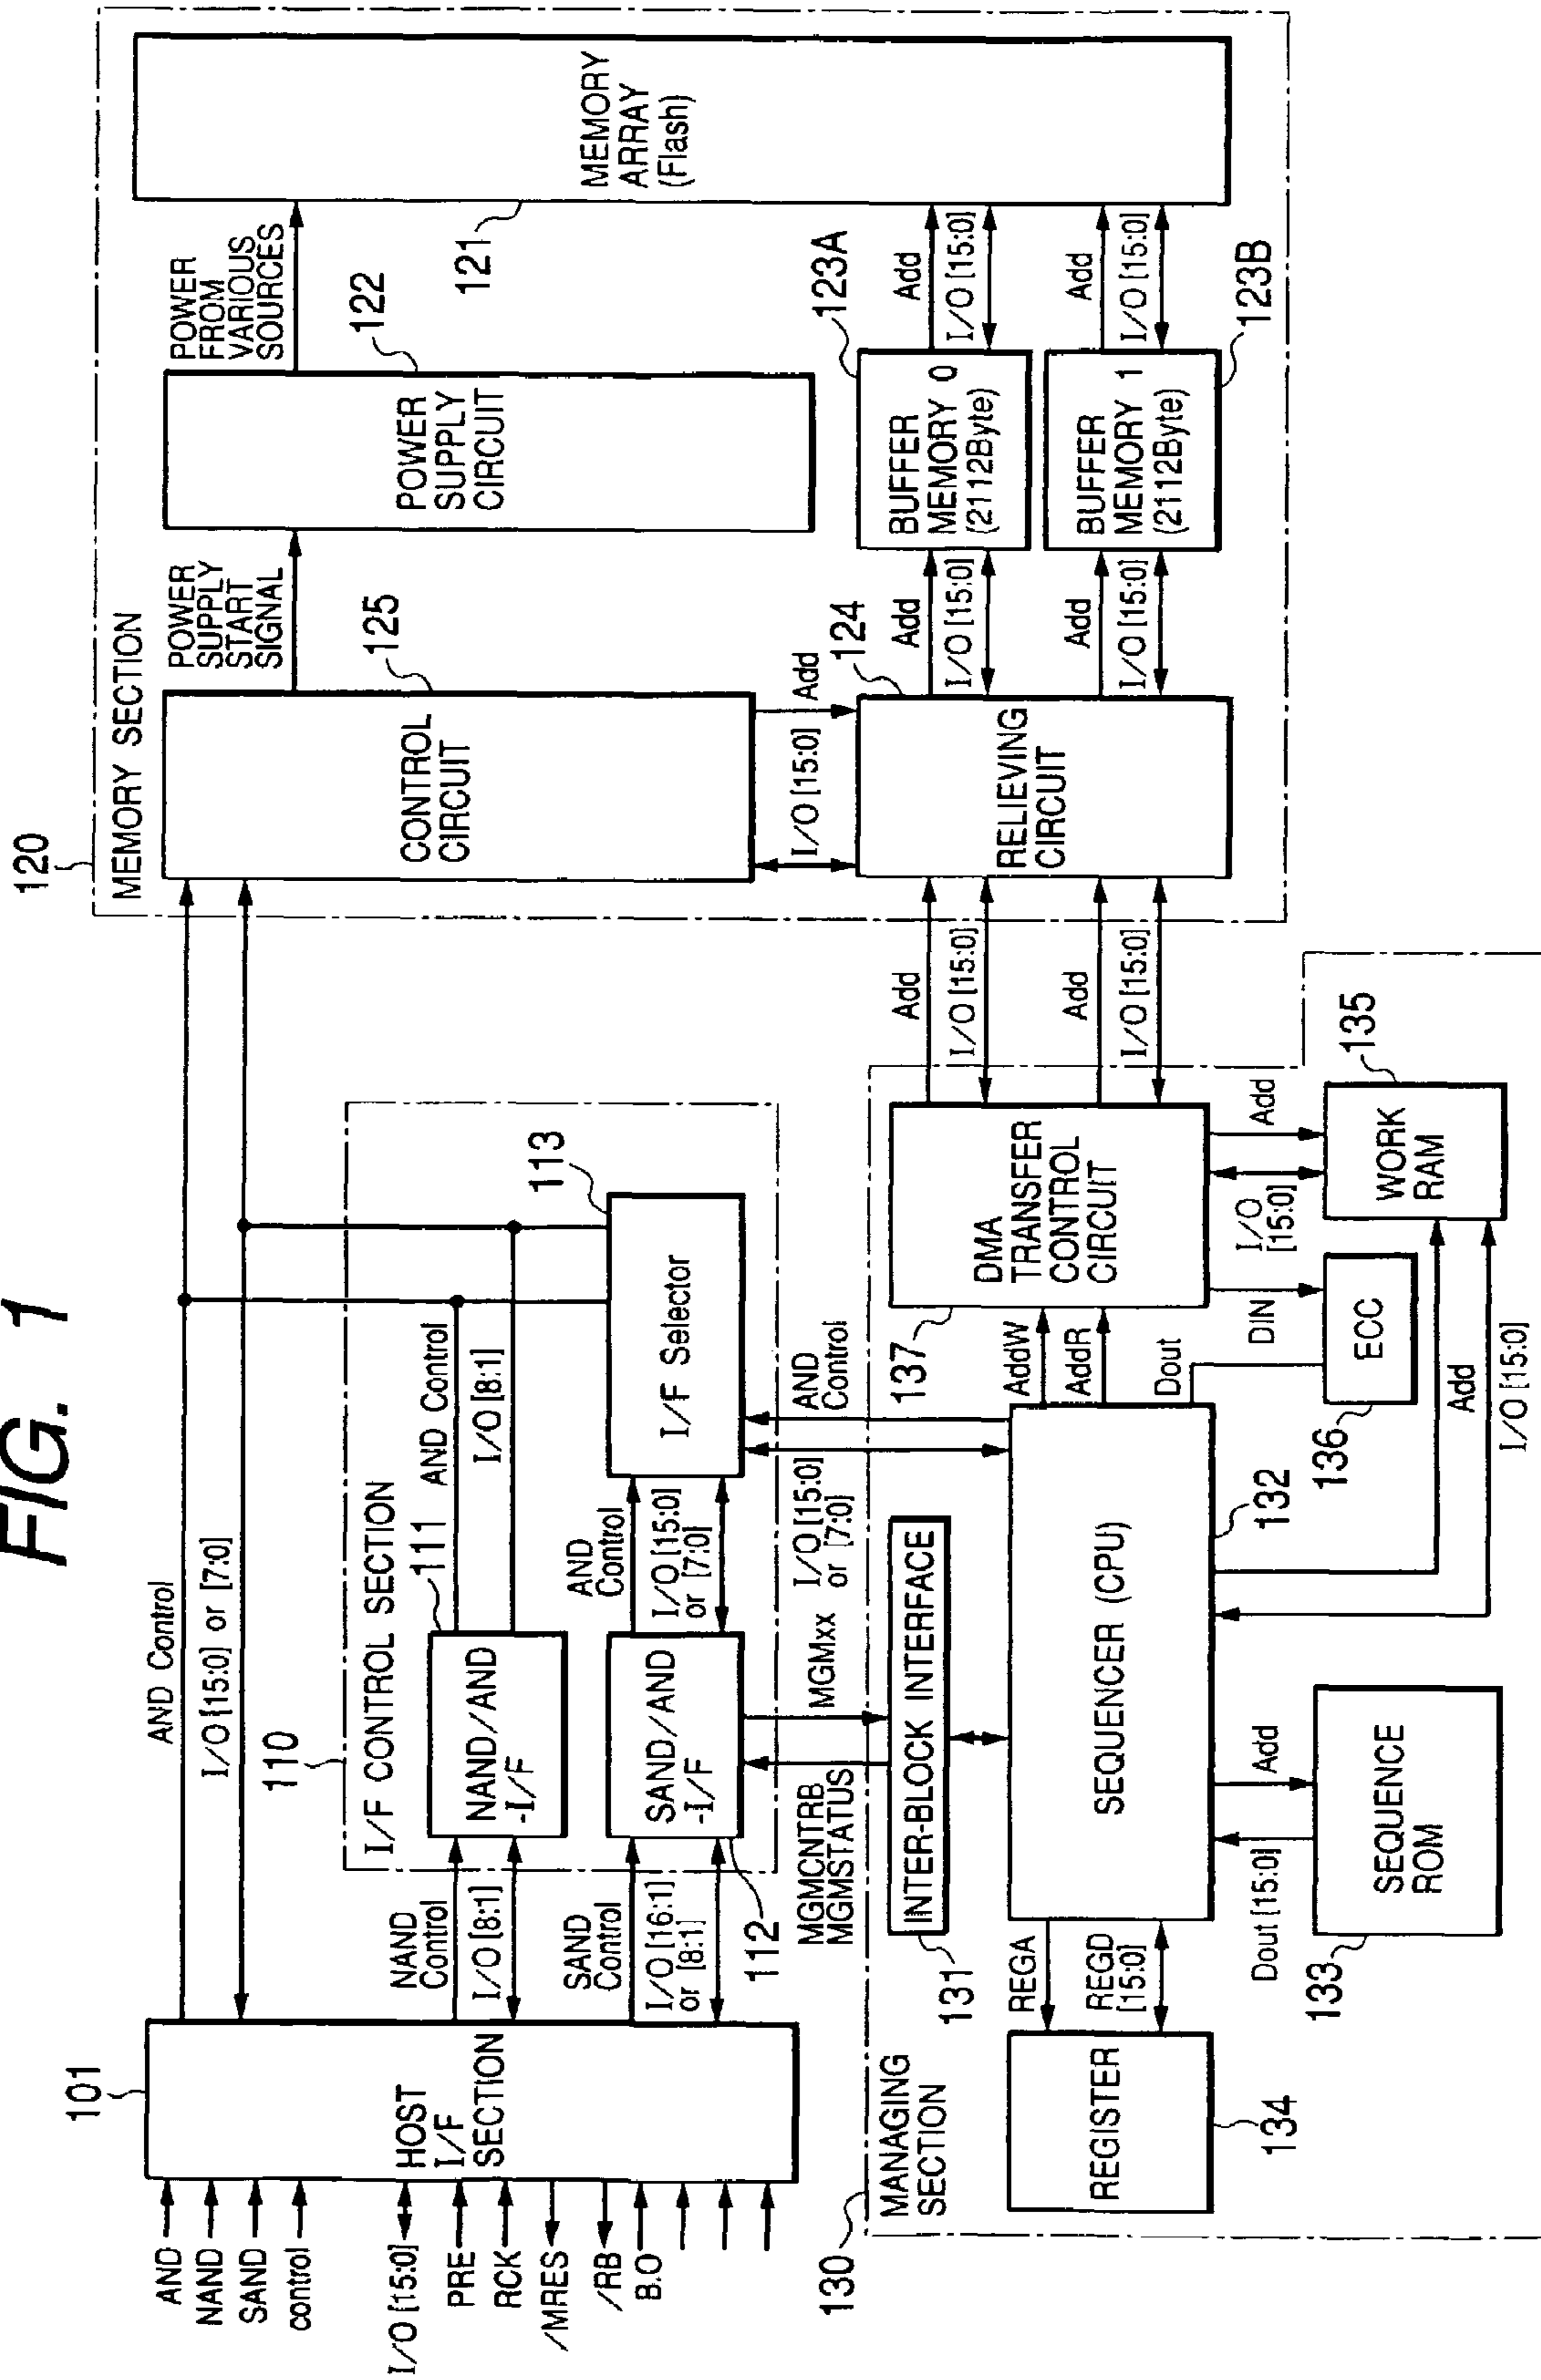 FIG. 1
101
HOST
I/F
SECTION
AND
NAND
SAND
control
I/O [15:0]
PRE
RCK
/MRES
/RB
B.O
AND Control
I/O [15:0] or [7:0]
NAND
Control
I/O [8:1]
SAND
Control
I/O [16:1]
or [8:1]
110
I/F CONTROL SECTION
111
NAND/AND
-I/F
AND Control
I/O [8:1]
112
SAND/AND
-I/F
AND
Control
I/O [15:0]
or [7:0]
113
I/F Selector
MGMCNTRB
MGMSTATUS
MGMxx
I/O [15:0]
or [7:0]
AND
Control
120
MEMORY SECTION
125
CONTROL
CIRCUIT
POWER
SUPPLY
START
SIGNAL
122
POWER
SUPPLY
CIRCUIT
POWER
FROM
VARIOUS
SOURCES
121
MEMORY
ARRAY
(Flash)
I/O [15:0]
Add
124
RELIEVING
CIRCUIT
Add
I/O [15:0]
Add
I/O [15:0]
123A
BUFFER
MEMORY 0
(2112Byte)
123B
BUFFER
MEMORY 1
(2112Byte)
Add
I/O [15:0]
Add
I/O [15:0]
Add
I/O [15:0]
Add
I/O [15:0]
130
MANAGING
SECTION
131
INTER-BLOCK INTERFACE
134
REGISTER
REGA
REGD
[15:0]
132
SEQUENCER (CPU)
133
SEQUENCE
ROM
Dout [15:0]
Add
AddW
AddR
Dout
137
DMA
TRANSFER
CONTROL
CIRCUIT
DIN
136
ECC
I/O
[15:0]
Add
135
WORK
RAM
Add
I/O [15:0]